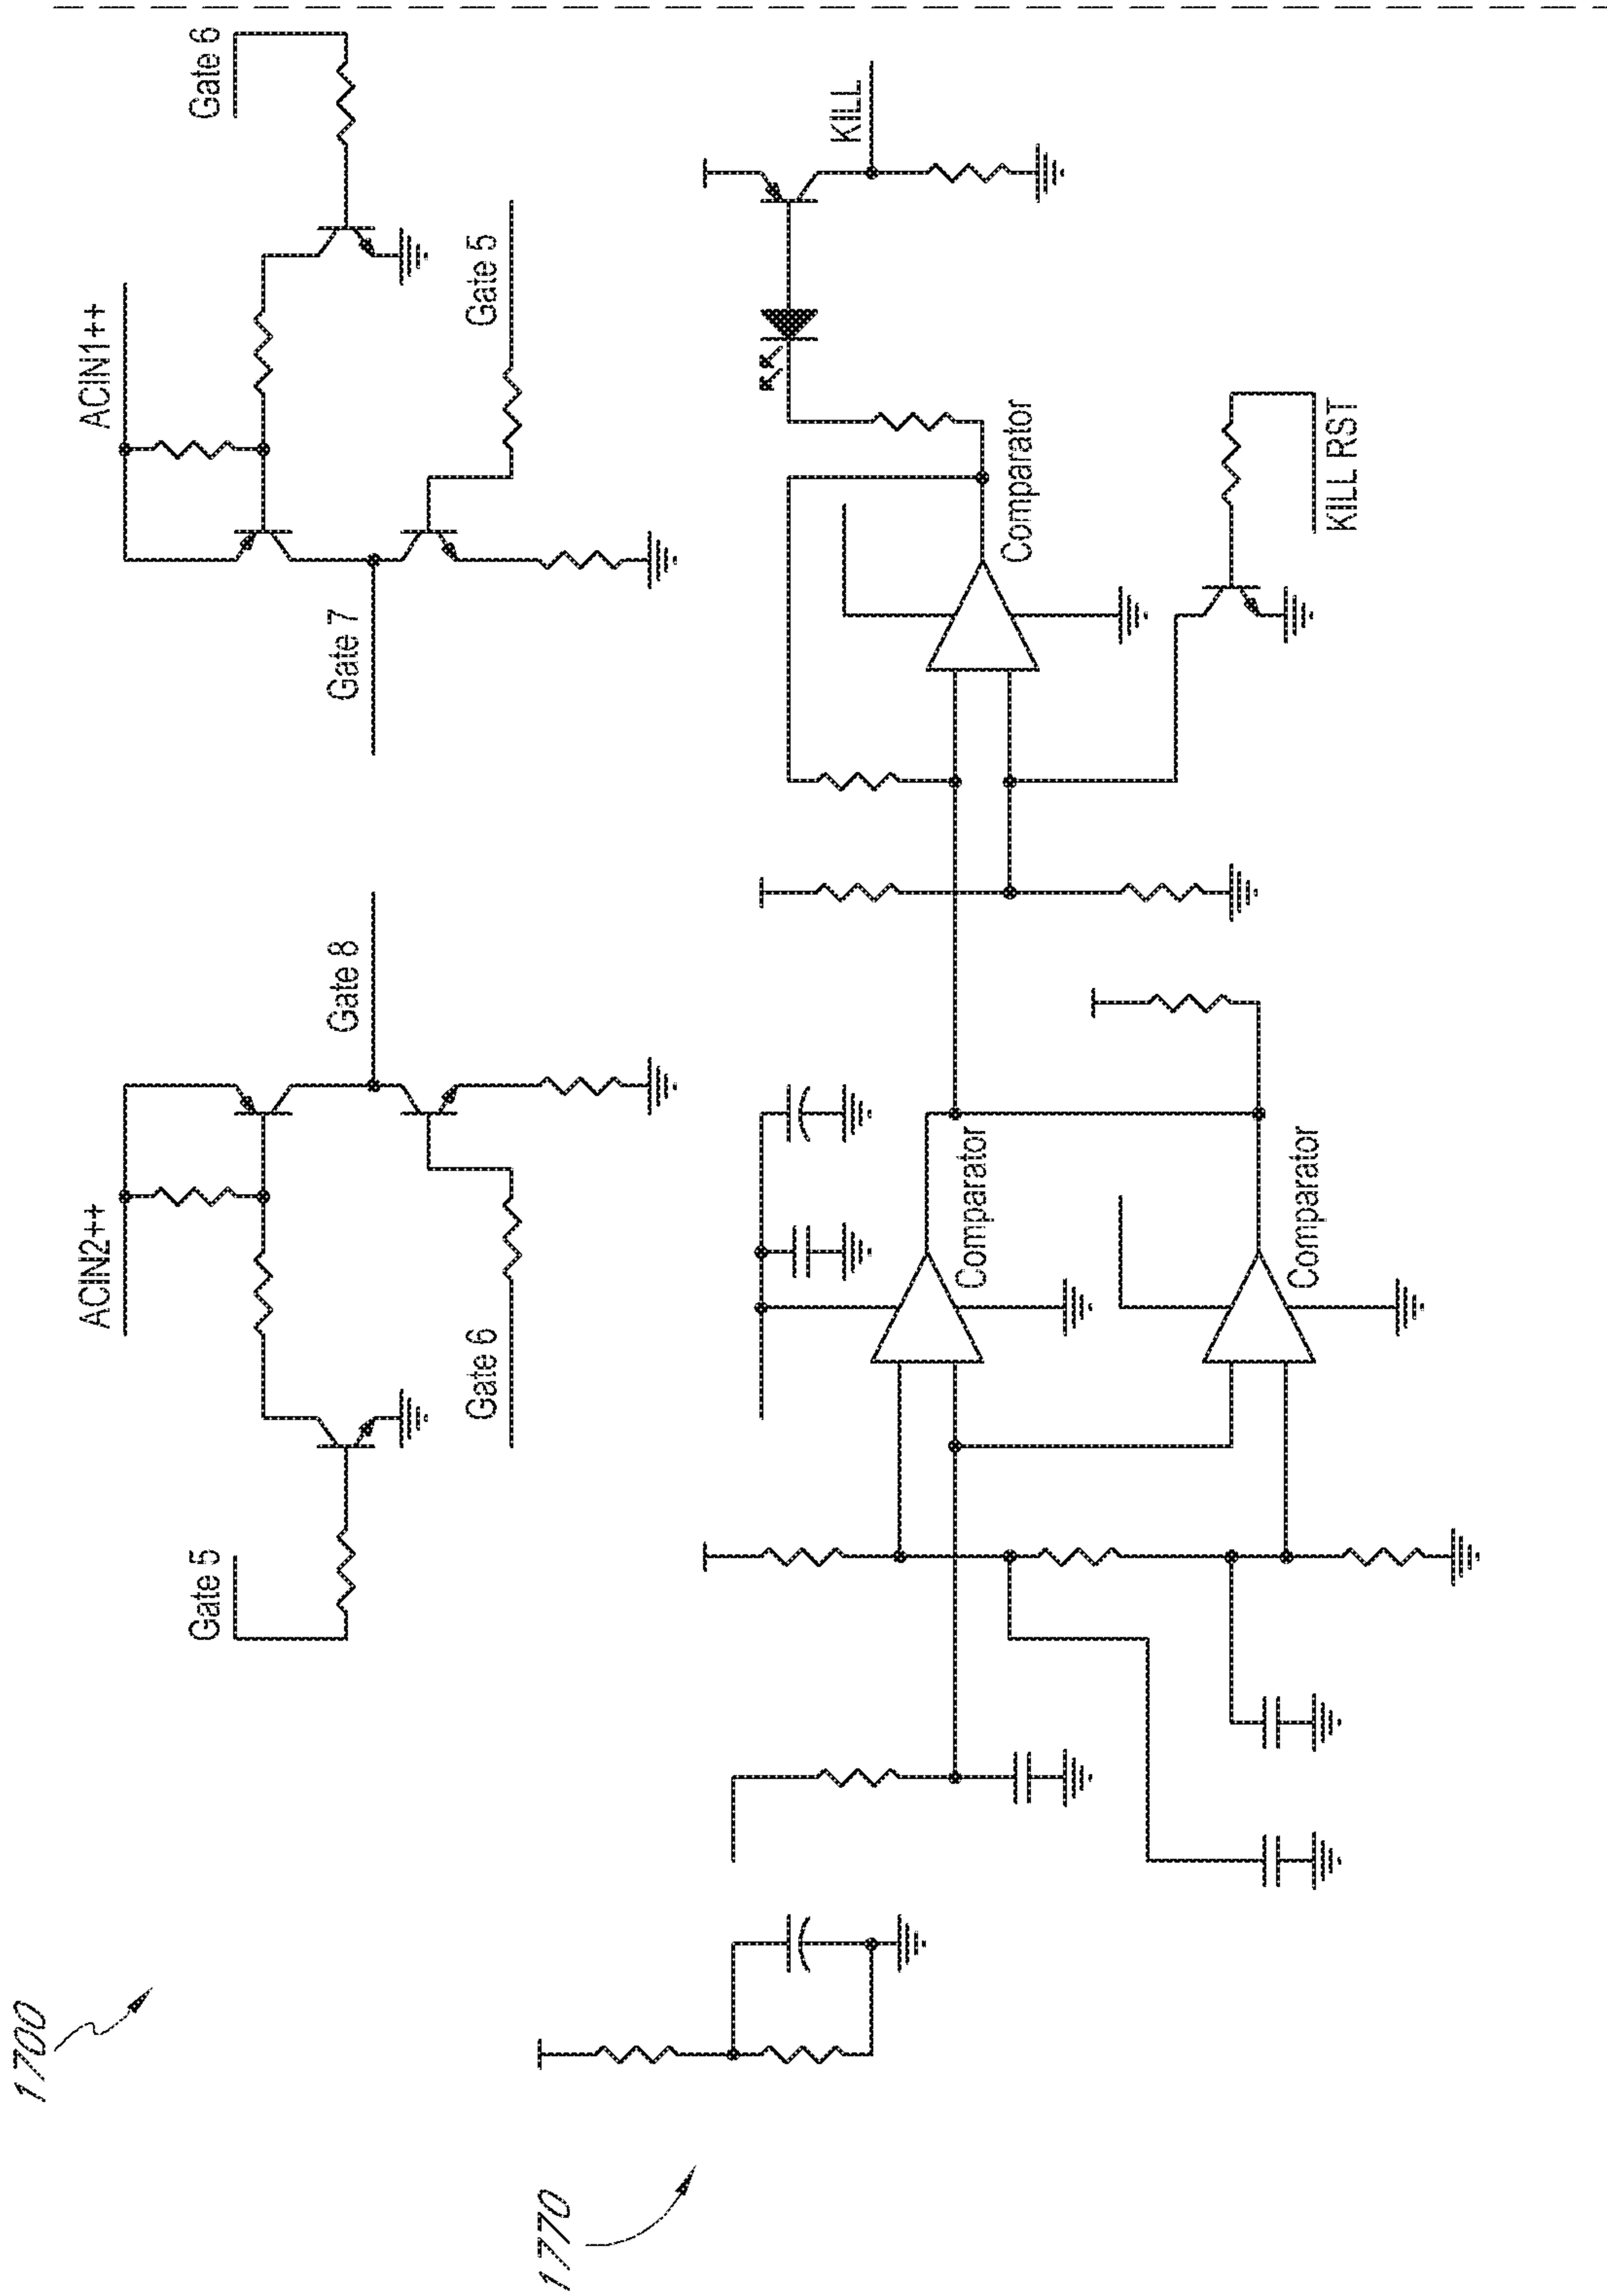 1700
ACIN2++
ACIN1++
Gate 5
Gate 6
Gate 8
Gate 7
Gate 6
Gate 5
1770
KILL
Comparator
Comparator
Comparator
KILL RST